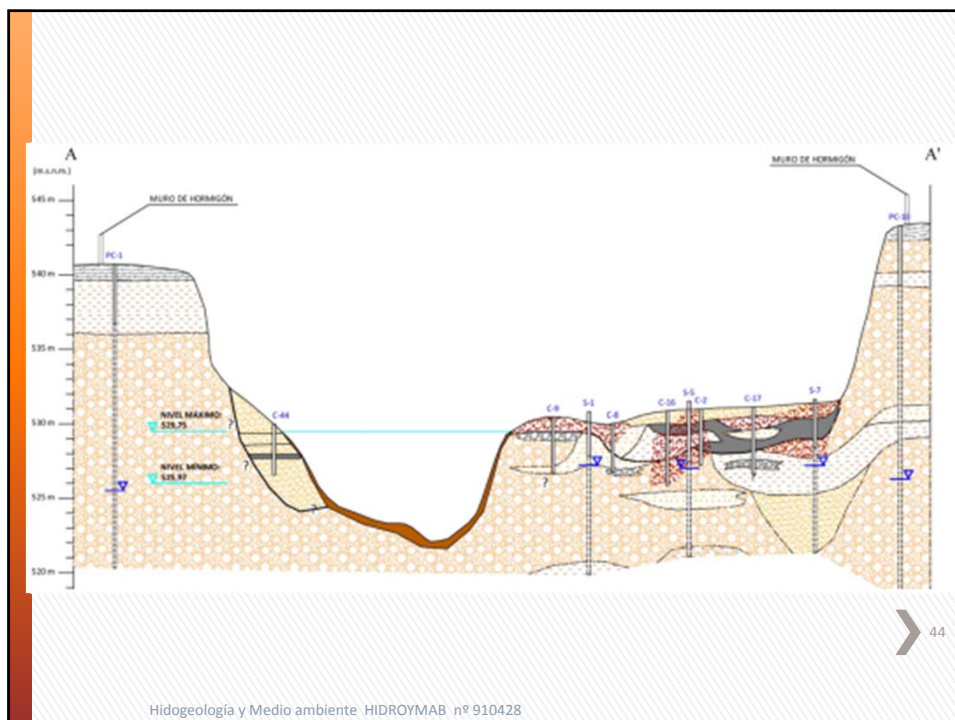 A
A'
(m.s.n.m.)
MURO DE HORMIGÓN
MURO DE HORMIGÓN
545 m
PC-1
PC-10
540 m
535 m
530 m
525 m
520 m
NIVEL MÁXIMO:
529,75
NIVEL MÍNIMO:
525,97
C-44
C-9
S-1
C-8
C-16
S-5
C-2
C-17
S-7
?
?
?
?
44
Hidogeología y Medio ambiente HIDROYMAB nº 910428